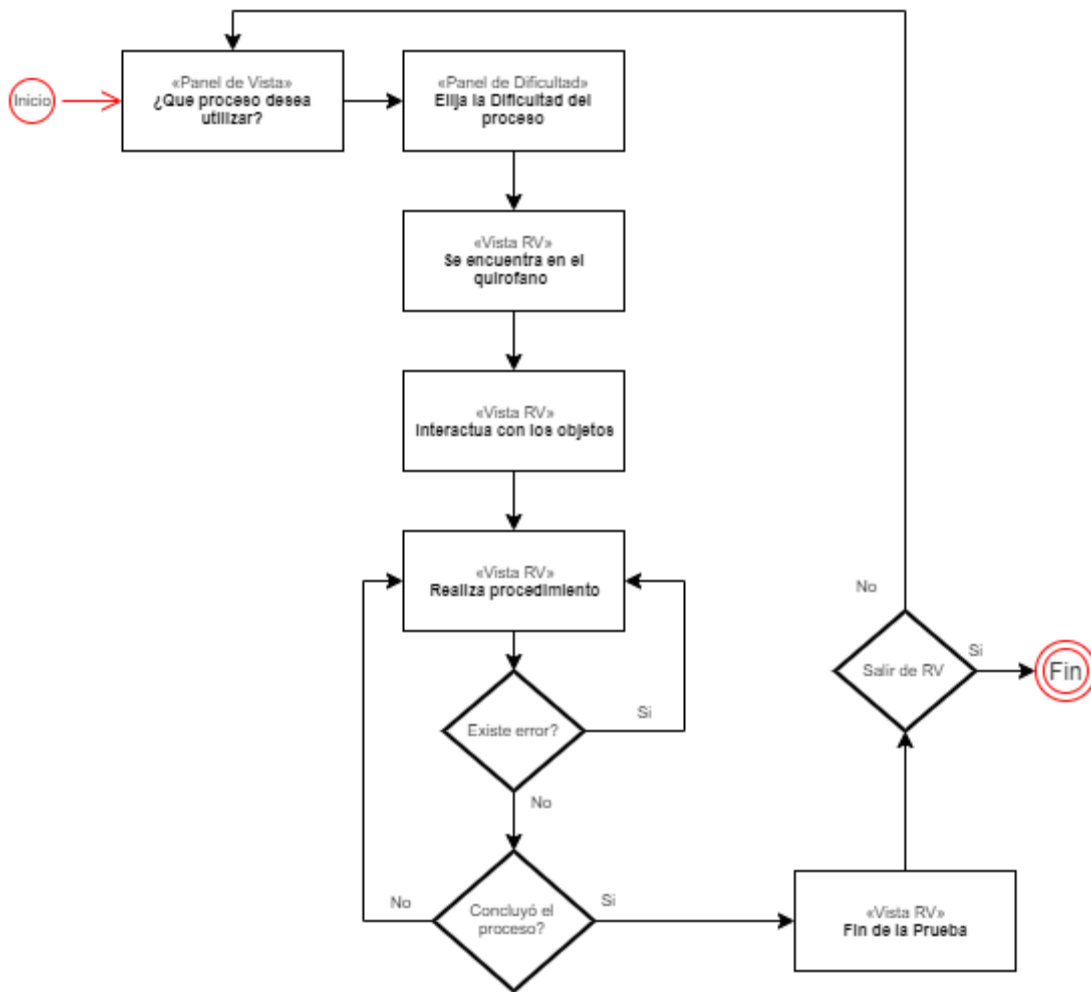 Inicio
«Panel de Vista»
¿Que proceso desea
utilizar?
«Panel de Dificultad»
Elija la Dificultad del
proceso
«Vista RV»
Se encuentra en el
quirofano
«Vista RV»
Interactua con los objetos
«Vista RV»
Realiza procedimiento
Existe error?
Si
No
Concluyó el
proceso?
No
Si
«Vista RV»
Fin de la Prueba
Salir de RV
No
Si
Fin